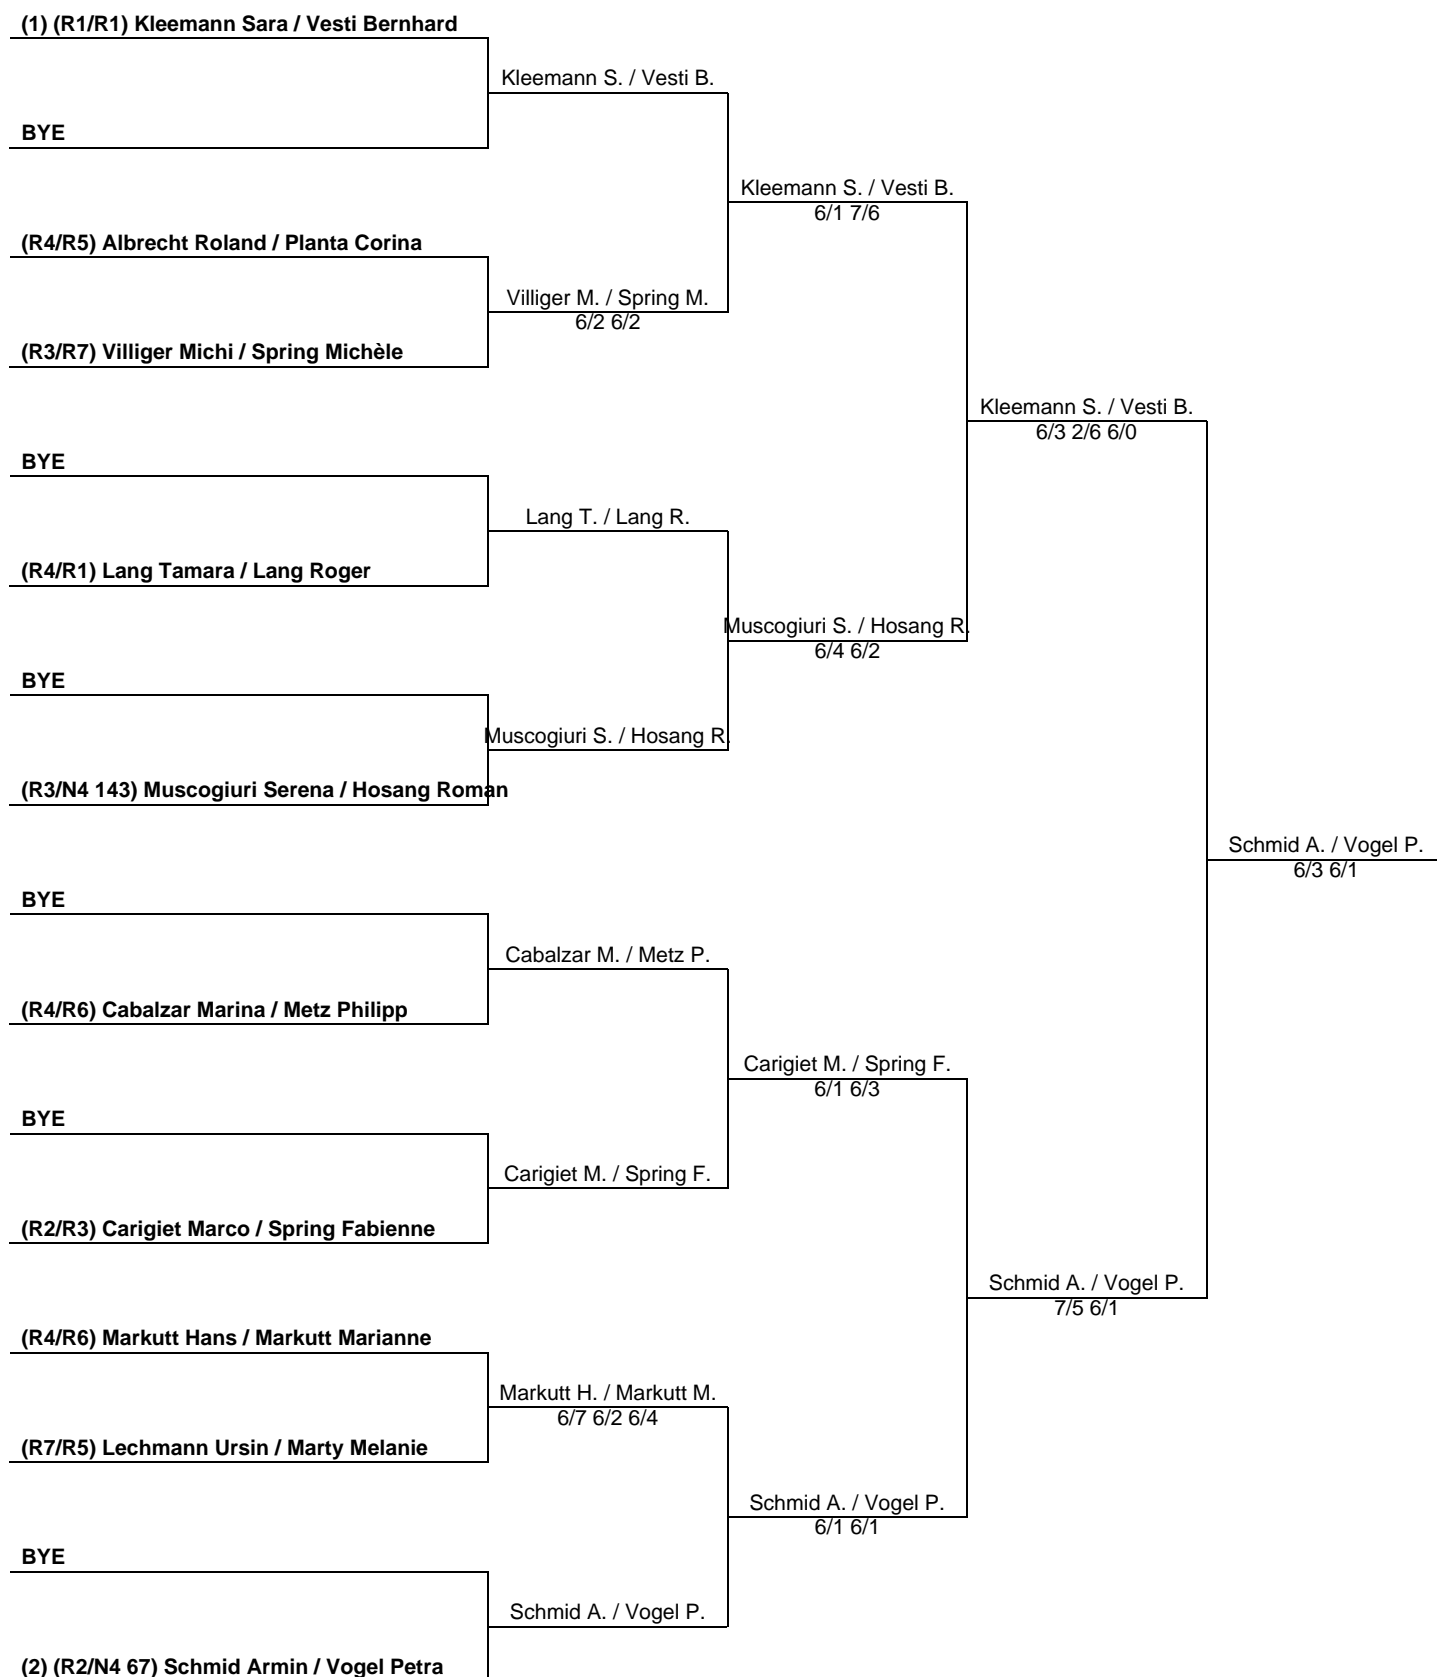 (1) (R1/R1) Kleemann Sara / Vesti Bernhard
Kleemann S. / Vesti B.
BYE
Kleemann S. / Vesti B.
6/1 7/6
(R4/R5) Albrecht Roland / Planta Corina
Villiger M. / Spring M.
6/2 6/2
(R3/R7) Villiger Michi / Spring Michèle
Kleemann S. / Vesti B.
6/3 2/6 6/0
BYE
Lang T. / Lang R.
(R4/R1) Lang Tamara / Lang Roger
Muscogiuri S. / Hosang R.
6/4 6/2
BYE
Muscogiuri S. / Hosang R.
(R3/N4 143) Muscogiuri Serena / Hosang Roman
Schmid A. / Vogel P.
6/3 6/1
BYE
Cabalzar M. / Metz P.
(R4/R6) Cabalzar Marina / Metz Philipp
Carigiet M. / Spring F.
6/1 6/3
BYE
Carigiet M. / Spring F.
(R2/R3) Carigiet Marco / Spring Fabienne
Schmid A. / Vogel P.
7/5 6/1
(R4/R6) Markutt Hans / Markutt Marianne
Markutt H. / Markutt M.
6/7 6/2 6/4
(R7/R5) Lechmann Ursin / Marty Melanie
Schmid A. / Vogel P.
6/1 6/1
BYE
Schmid A. / Vogel P.
(2) (R2/N4 67) Schmid Armin / Vogel Petra